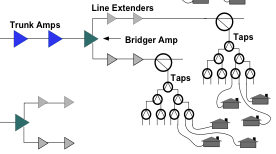 Line Extenders
Trunk Amps
Bridger Amp
Taps
Taps